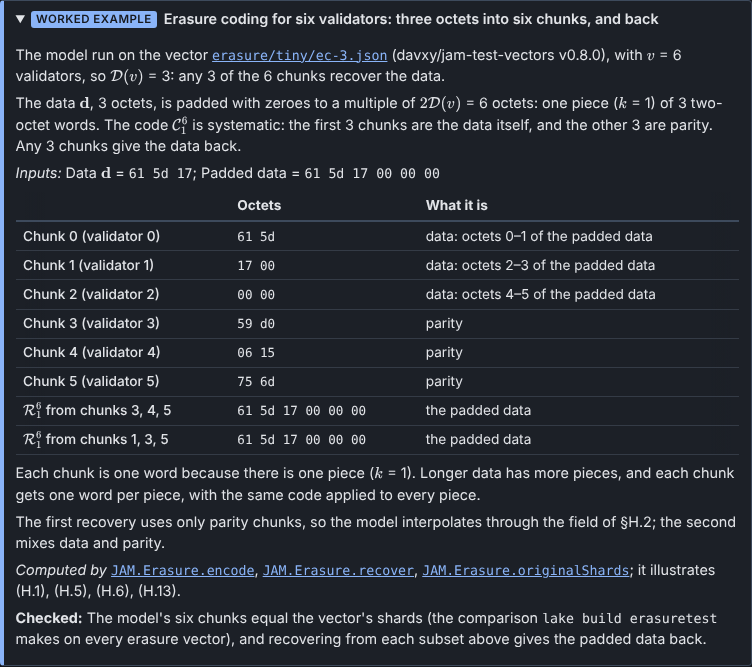 ▼ WORKED EXAMPLE Erasure coding for six validators: three octets into six chunks, and back
The model run on the vector erasure/tiny/ec-3.json (davxy/jam-test-vectors v0.8.0), with v = 6
validators, so 𝒟(v) = 3: any 3 of the 6 chunks recover the data.
The data d, 3 octets, is padded with zeroes to a multiple of 2𝒟(v) = 6 octets: one piece (k = 1) of 3 two-
octet words. The code 𝒞₁⁶ is systematic: the first 3 chunks are the data itself, and the other 3 are parity.
Any 3 chunks give the data back.
Inputs: Data d = 61 5d 17; Padded data = 61 5d 17 00 00 00
Octets What it is
Chunk 0 (validator 0) 61 5d data: octets 0–1 of the padded data
Chunk 1 (validator 1) 17 00 data: octets 2–3 of the padded data
Chunk 2 (validator 2) 00 00 data: octets 4–5 of the padded data
Chunk 3 (validator 3) 59 d0 parity
Chunk 4 (validator 4) 06 15 parity
Chunk 5 (validator 5) 75 6d parity
ℛ₁⁶ from chunks 3, 4, 5 61 5d 17 00 00 00 the padded data
ℛ₁⁶ from chunks 1, 3, 5 61 5d 17 00 00 00 the padded data
Each chunk is one word because there is one piece (k = 1). Longer data has more pieces, and each chunk
gets one word per piece, with the same code applied to every piece.
The first recovery uses only parity chunks, so the model interpolates through the field of §H.2; the second
mixes data and parity.
Computed by JAM.Erasure.encode, JAM.Erasure.recover, JAM.Erasure.originalShards; it illustrates
(H.1), (H.5), (H.6), (H.13).
Checked: The model's six chunks equal the vector's shards (the comparison lake build erasuretest
makes on every erasure vector), and recovering from each subset above gives the padded data back.